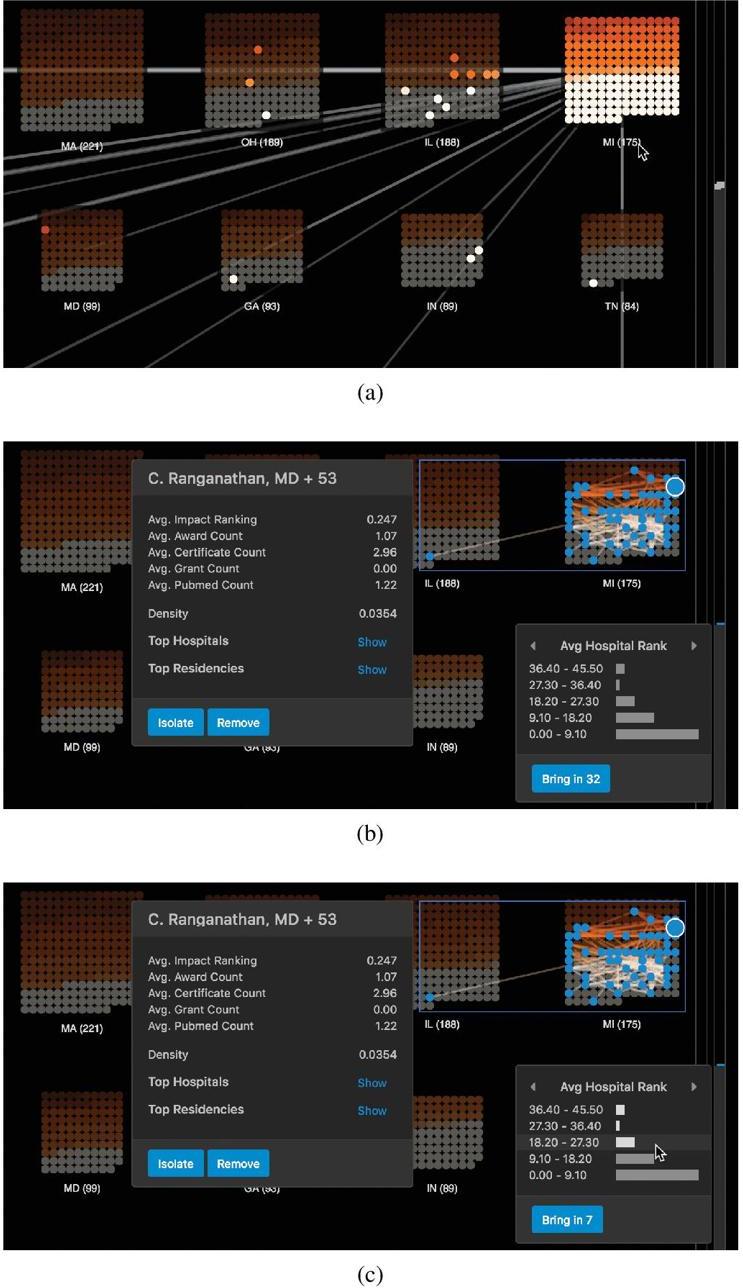 MA (221)
OH (189)
IL (188)
MI (175)
MD (99)
GA (93)
IN (89)
TN (84)
(a)
C. Ranganathan, MD + 53
Avg. Impact Ranking 0.247
Avg. Award Count 1.07
Avg. Certificate Count 2.96
Avg. Grant Count 0.00
Avg. Pubmed Count 1.22
Density 0.0354
Top Hospitals Show
Top Residencies Show
Isolate Remove
MA (221)
IL (188)
MI (175)
MD (99)
GA (93)
IN (89)
Avg Hospital Rank
36.40 - 45.50
27.30 - 36.40
18.20 - 27.30
9.10 - 18.20
0.00 - 9.10
Bring in 32
(b)
C. Ranganathan, MD + 53
Avg. Impact Ranking 0.247
Avg. Award Count 1.07
Avg. Certificate Count 2.96
Avg. Grant Count 0.00
Avg. Pubmed Count 1.22
Density 0.0354
Top Hospitals Show
Top Residencies Show
Isolate Remove
MA (221)
IL (188)
MI (175)
MD (99)
GA (93)
IN (89)
Avg Hospital Rank
36.40 - 45.50
27.30 - 36.40
18.20 - 27.30
9.10 - 18.20
0.00 - 9.10
Bring in 7
(c)